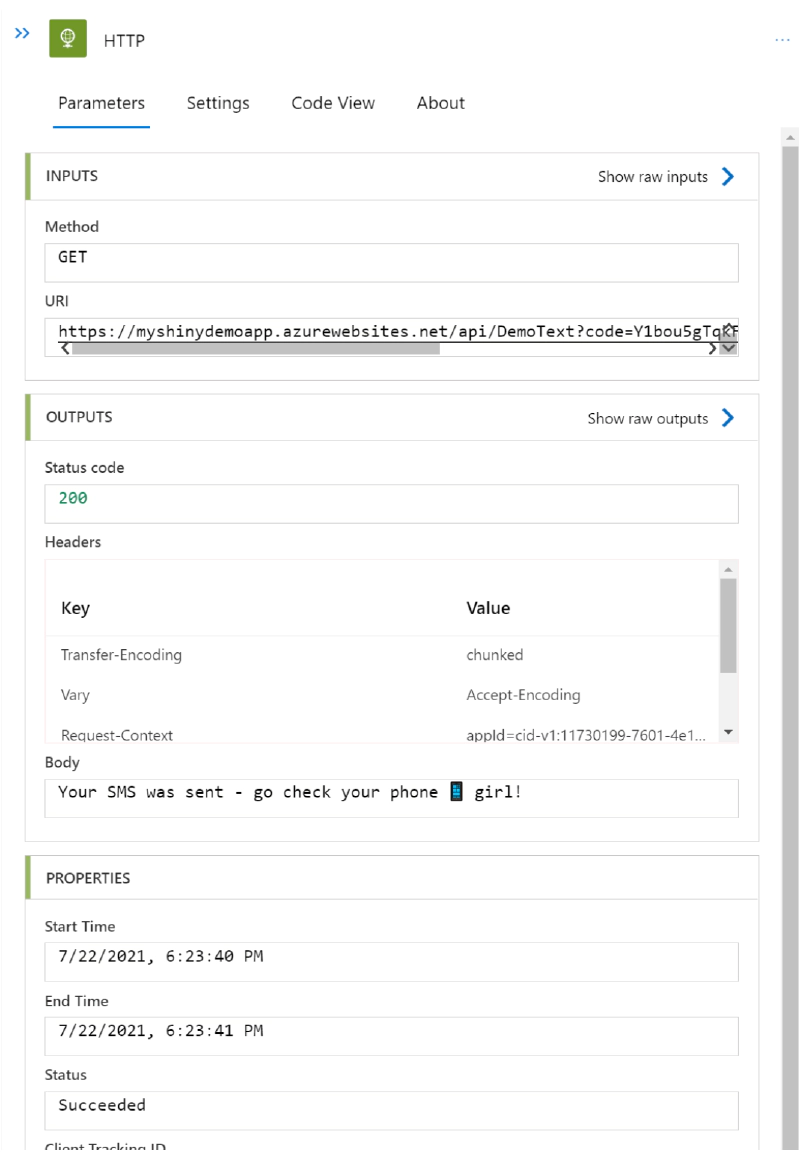 HTTP
...
Parameters Settings Code View About
INPUTS Show raw inputs
Method
GET
URI
https://myshinydemoapp.azurewebsites.net/api/DemoText?code=Y1bou5gTq
OUTPUTS Show raw outputs
Status code
200
Headers
Key Value
Transfer-Encoding chunked
Vary Accept-Encoding
Request-Context appId=cid-v1:11730199-7601-4e1...
Body
Your SMS was sent - go check your phone 📱 girl!
PROPERTIES
Start Time
7/22/2021, 6:23:40 PM
End Time
7/22/2021, 6:23:41 PM
Status
Succeeded
Client Tracking ID